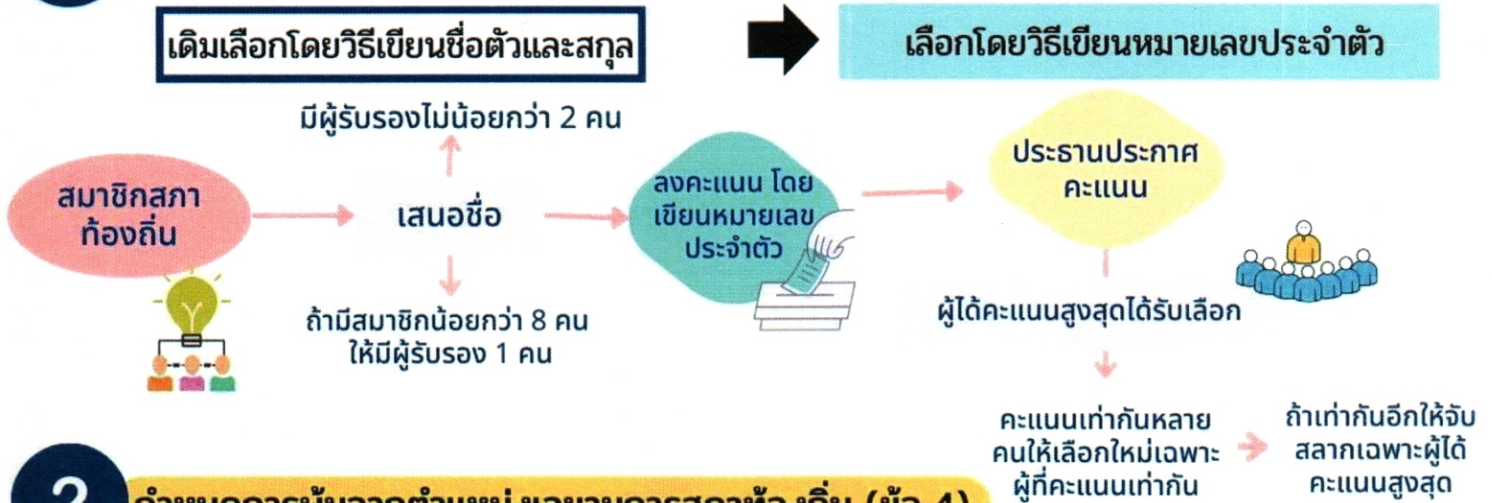 เดิมเลือกโดยวิธีเขียนชื่อตัวและสกุล
เลือกโดยวิธีเขียนหมายเลขประจำตัว
มีผู้รับรองไม่น้อยกว่า 2 คน
สมาชิกสภา
ท้องถิ่น
เสนอชื่อ
ถ้ามีสมาชิกน้อยกว่า 8 คน
ให้มีผู้รับรอง 1 คน
ลงคะแนน โดย
เขียนหมายเลข
ประจำตัว
ประธานประกาศ
คะแนน
ผู้ได้คะแนนสูงสุดได้รับเลือก
คะแนนเท่ากันหลาย
คนให้เลือกใหม่เฉพาะ
ผู้ที่คะแนนเท่ากัน
ถ้าเท่ากันอีกให้จับ
สลากเฉพาะผู้ได้
คะแนนสูงสุด
2
(ข้อ 4)